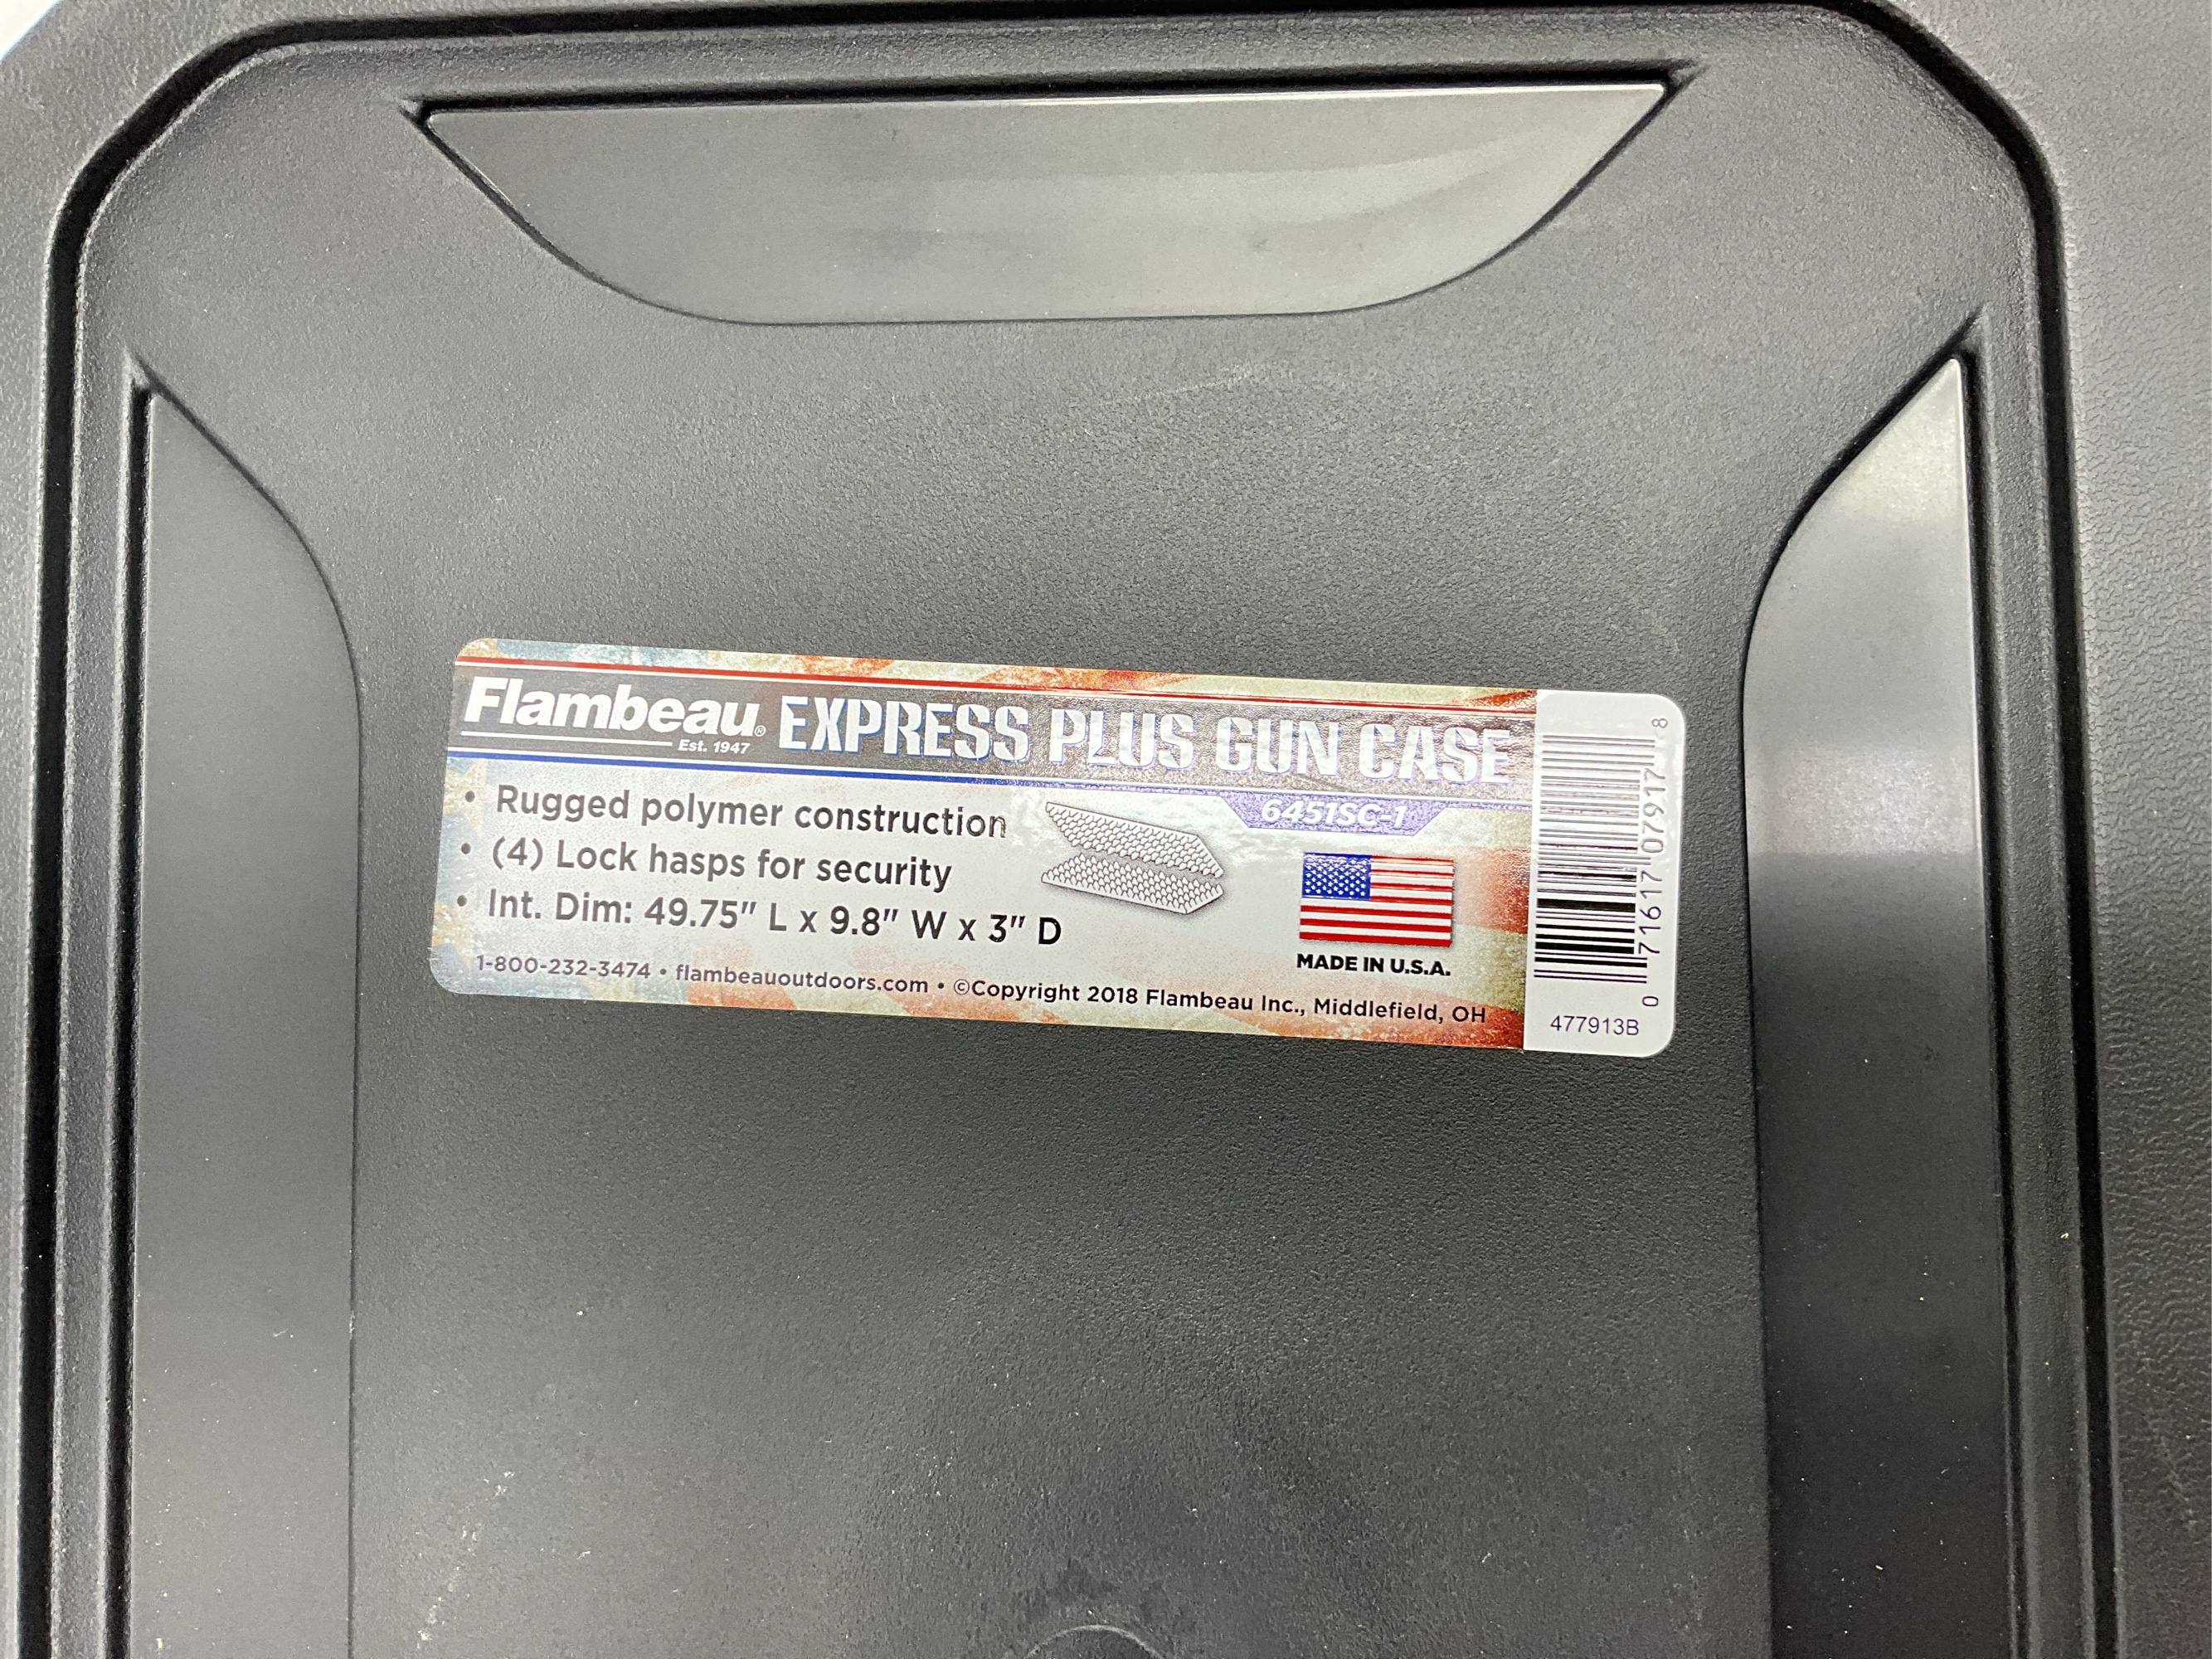 Flambeau® EXPRESS PLUS GUN CASE
Est. 1947
6451SC-1
• Rugged polymer construction
• (4) Lock hasps for security
• Int. Dim: 49.75" L x 9.8" W x 3" D
MADE IN U.S.A.
1-800-232-3474 • flambeauoutdoors.com • ©Copyright 2018 Flambeau Inc., Middlefield, OH
0 71617 07917 8
477913B